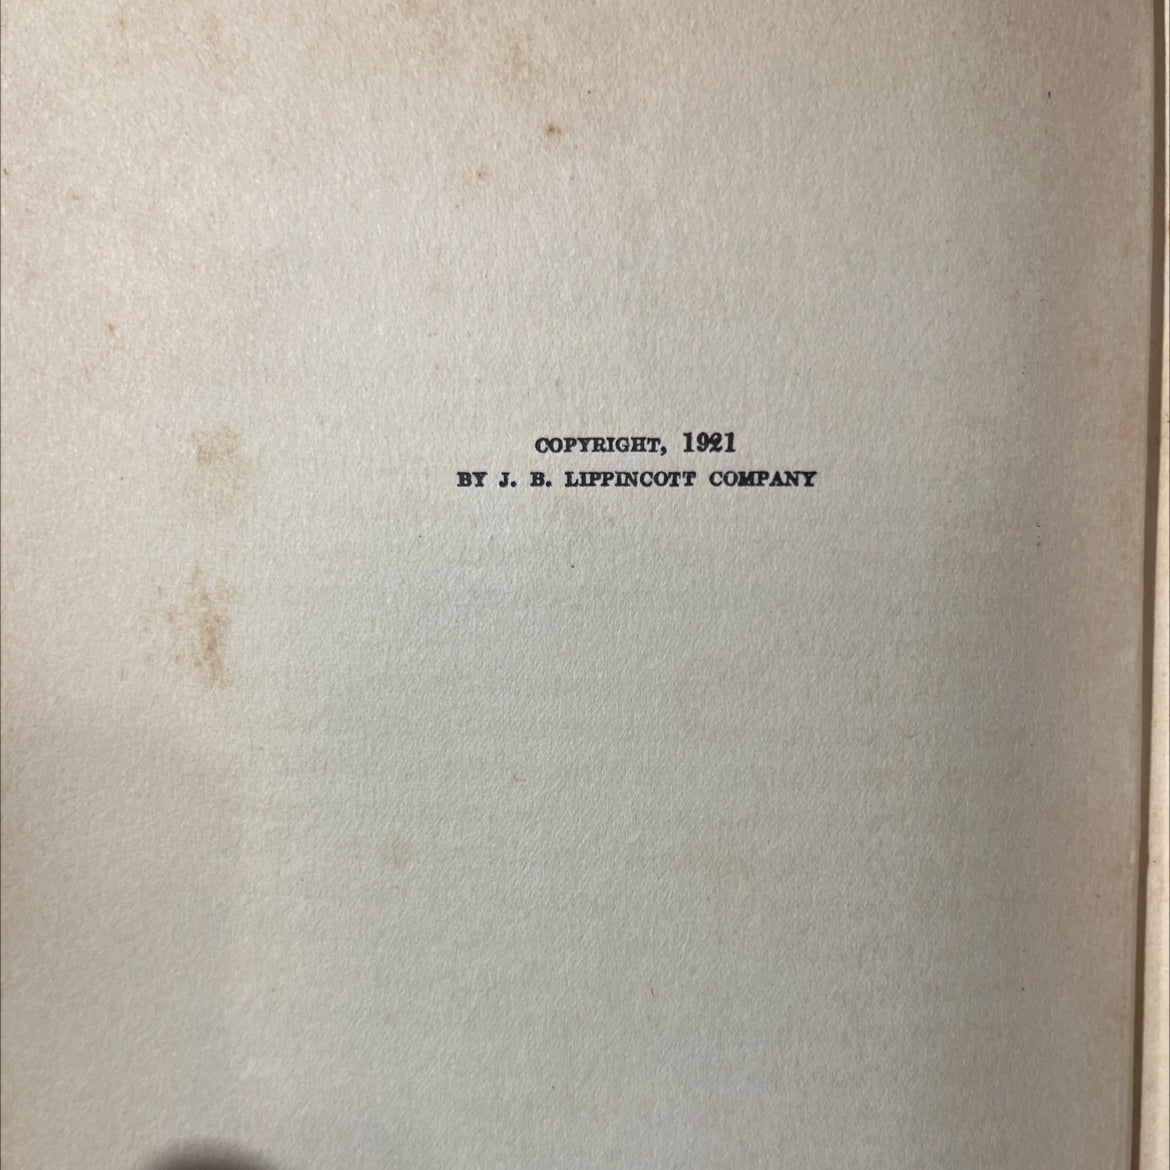 COPYRIGHT, 1921
BY J. B. LIPPINCOTT COMPANY